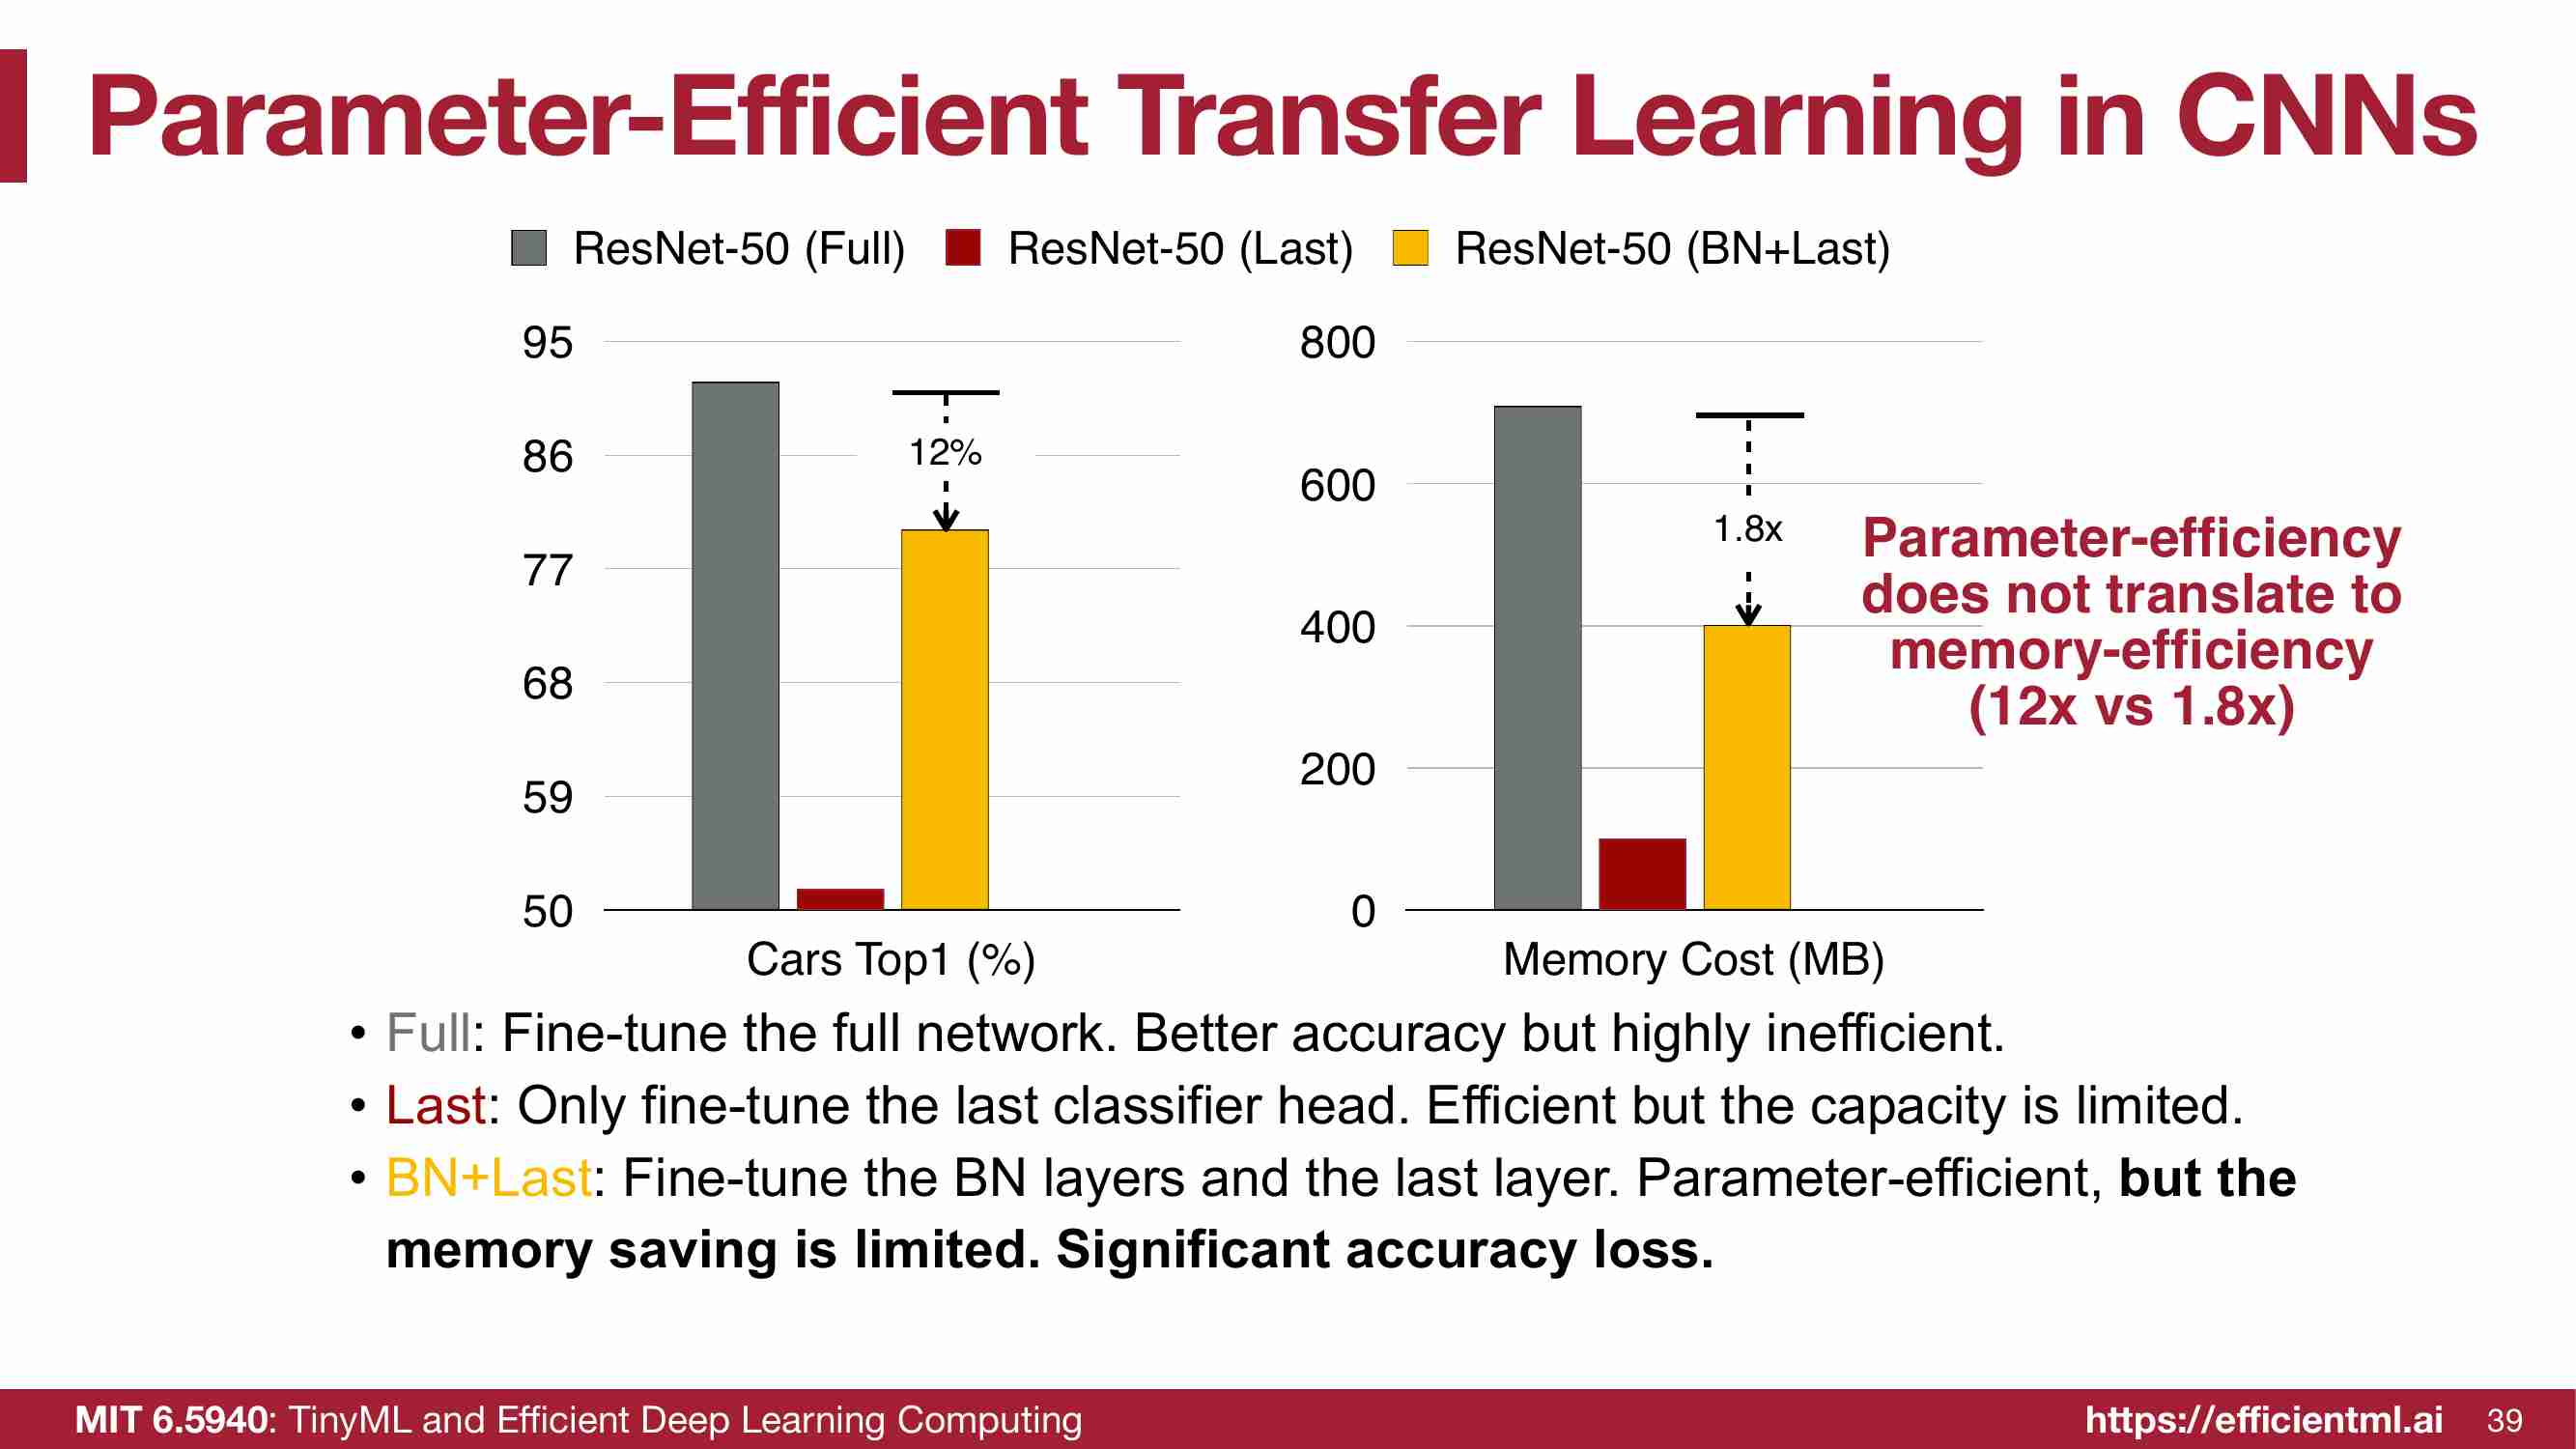 Parameter-Efficient Transfer Learning in CNNs
ResNet-50 (Full) ResNet-50 (Last) ResNet-50 (BN+Last)
95
86
77
68
59
50
12%
Cars Top1 (%)
800
600
400
200
0
1.8x
Memory Cost (MB)
Parameter-efficiency
does not translate to
memory-efficiency
(12x vs 1.8x)
• Full: Fine-tune the full network. Better accuracy but highly inefficient.
• Last: Only fine-tune the last classifier head. Efficient but the capacity is limited.
• BN+Last: Fine-tune the BN layers and the last layer. Parameter-efficient, but the
memory saving is limited. Significant accuracy loss.
MIT 6.5940: TinyML and Efficient Deep Learning Computing
https://efficientml.ai 39